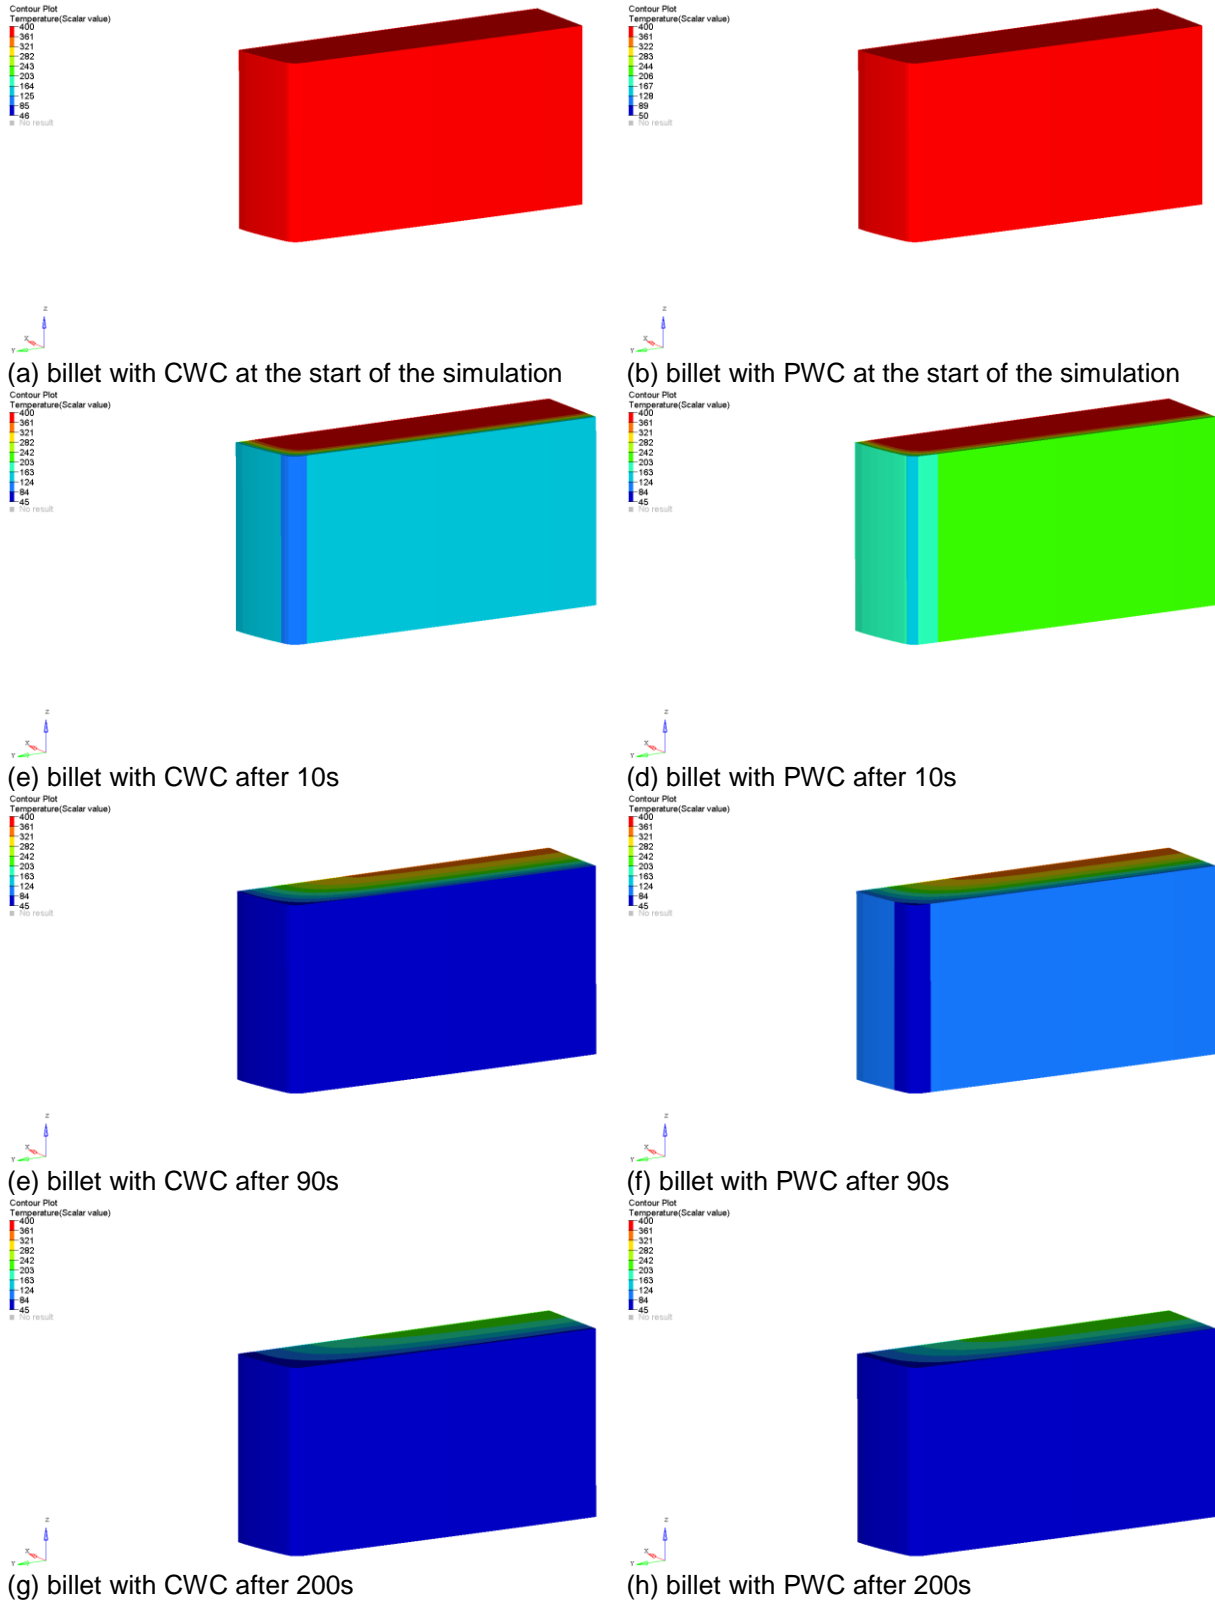 Contour Plot
Temperature(Scalar value)
400
361
321
282
243
203
164
125
85
46
No result
Z
X
Y
(a) billet with CWC at the start of the simulation
Contour Plot
Temperature(Scalar value)
400
361
322
283
244
206
167
128
89
50
No result
Z
X
Y
(b) billet with PWC at the start of the simulation
Contour Plot
Temperature(Scalar value)
400
361
321
282
242
203
163
124
84
45
No result
Z
X
Y
(e) billet with CWC after 10s
Contour Plot
Temperature(Scalar value)
400
361
321
282
242
203
163
124
84
45
No result
Z
X
Y
(d) billet with PWC after 10s
Contour Plot
Temperature(Scalar value)
400
361
321
282
242
203
163
124
84
45
No result
Z
X
Y
(e) billet with CWC after 90s
Contour Plot
Temperature(Scalar value)
400
361
321
282
242
203
163
124
84
45
No result
Z
X
Y
(f) billet with PWC after 90s
Contour Plot
Temperature(Scalar value)
400
361
321
282
242
203
163
124
84
45
No result
Z
X
Y
(g) billet with CWC after 200s
Contour Plot
Temperature(Scalar value)
400
361
321
282
242
203
163
124
84
45
No result
Z
X
Y
(h) billet with PWC after 200s